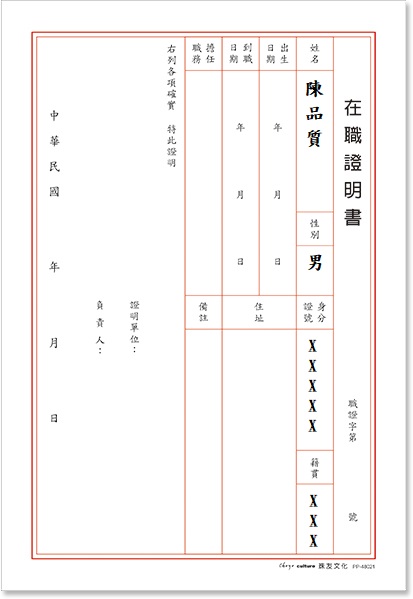 在職證明書
職證字第　號
姓名 陳品質 性別 男 身分證號 XXXXX 籍貫 XXX
出生日期 年 月 日 住址
到職日期 年 月 日
擔任職務 備註
右列各項確實　特此證明
證明單位：
負責人：
中華民國　年　月　日
Choyo culture 珠友文化 PP-48021